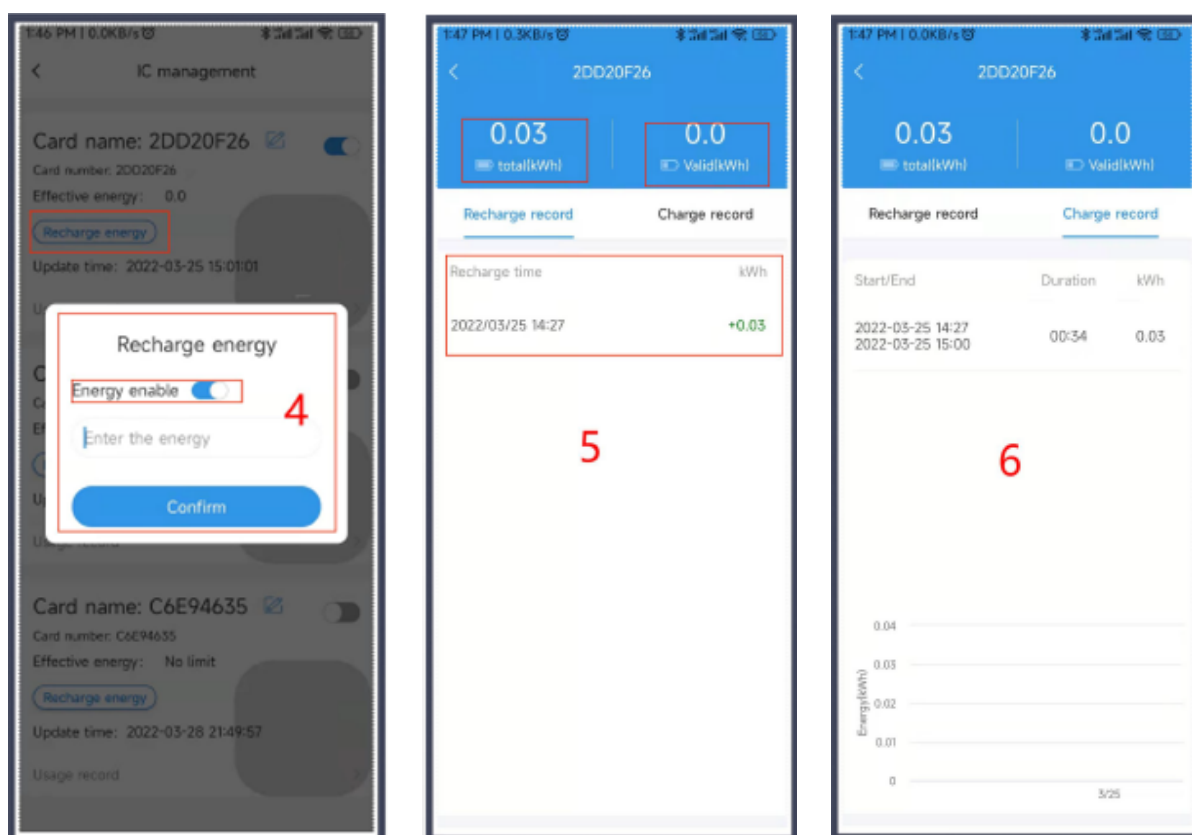 1:46 PM | 0.0KB/s
IC management
Card name: 2DD20F26
Card number: 2DD20F26
Effective energy: 0.0
Recharge energy
Update time: 2022-03-25 15:01:01
Recharge energy
Energy enable
4
Enter the energy
Confirm
Usage record
Card name: C6E94635
Card number: C6E94635
Effective energy: No limit
Recharge energy
Update time: 2022-03-28 21:49:57
Usage record
1:47 PM | 0.3KB/s
2DD20F26
0.03
total(kWh)
0.0
Valid(kWh)
Recharge record Charge record
Recharge time kWh
2022/03/25 14:27 +0.03
5
1:47 PM | 0.0KB/s
2DD20F26
0.03
total(kWh)
0.0
Valid(kWh)
Recharge record Charge record
Start/End Duration kWh
2022-03-25 14:27
2022-03-25 15:00
00:34 0.03
6
Energy(kWh)
0.04
0.03
0.02
0.01
0
3/25